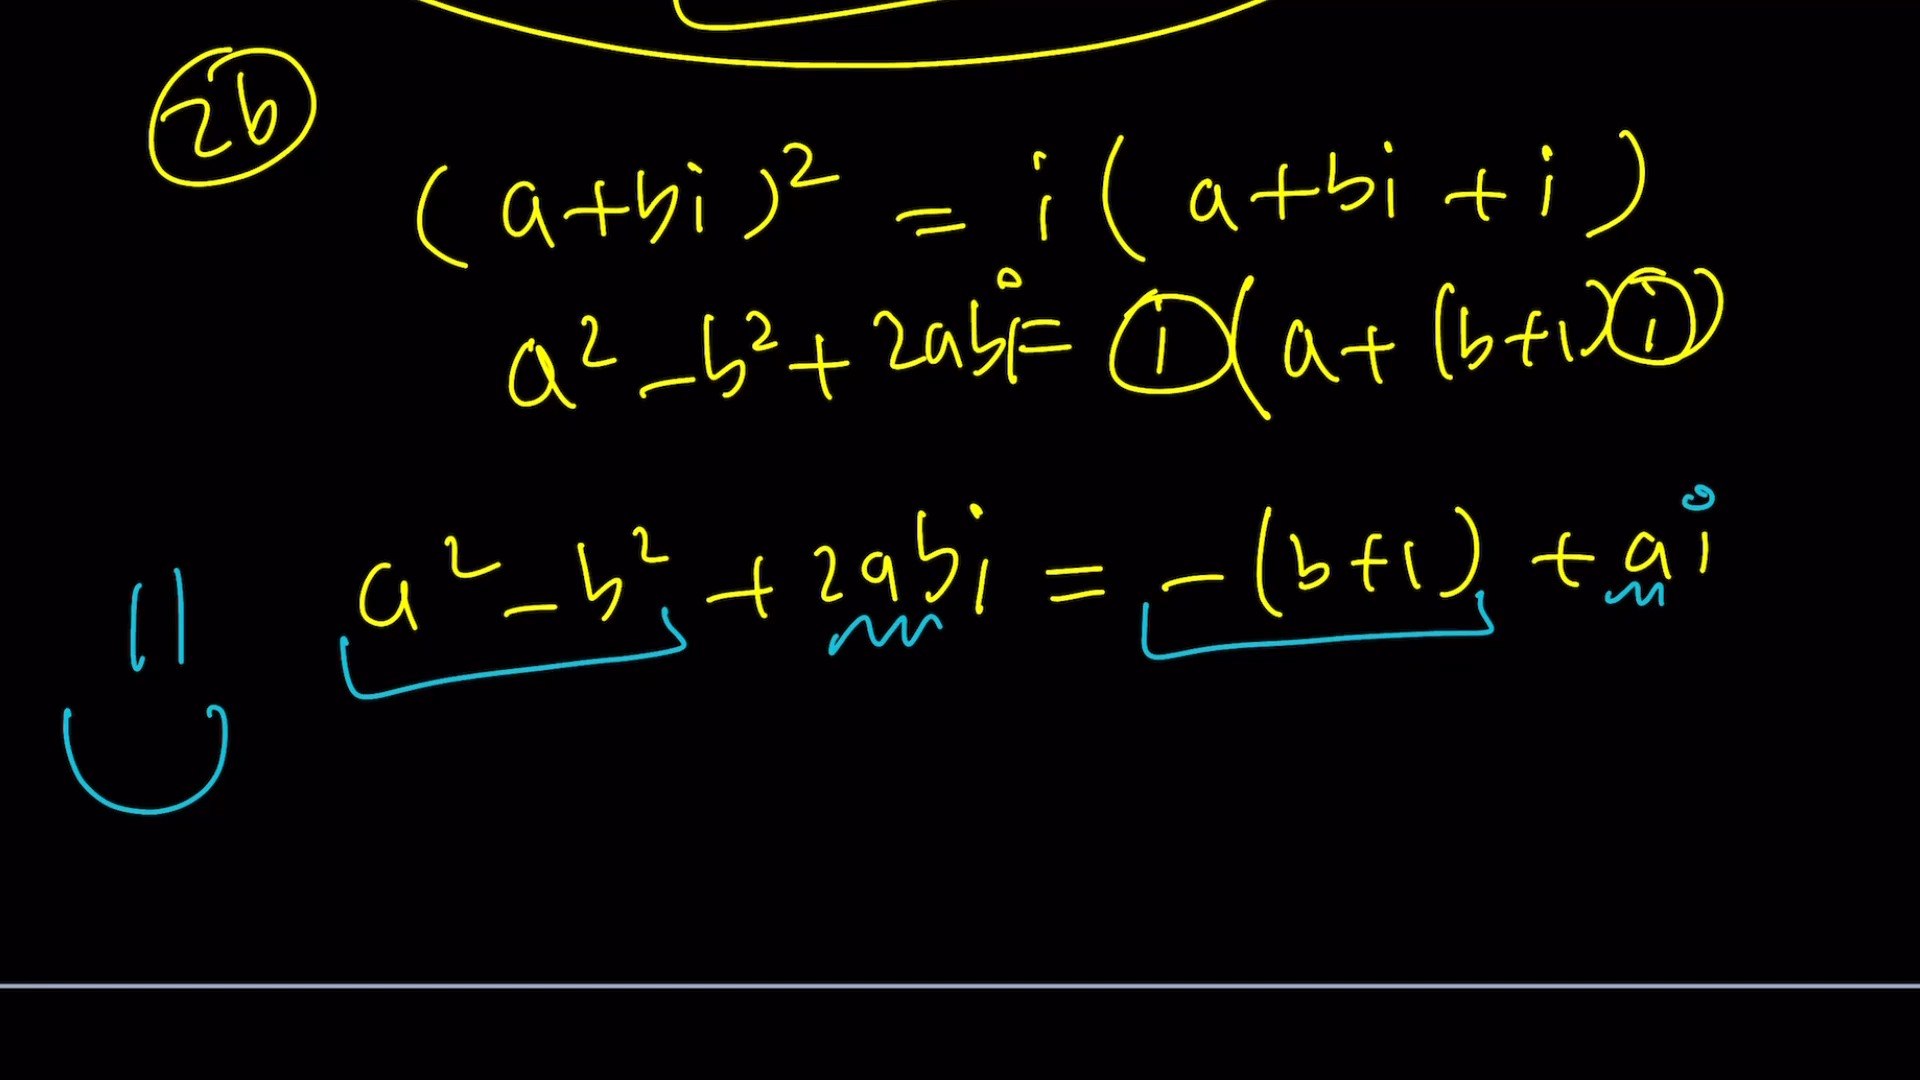 2b
(a+bi)² = i(a+bi+i)
a²-b²+2abi = i(a+(b+1)i)
a²-b²+2abi = -(b+1)+ai